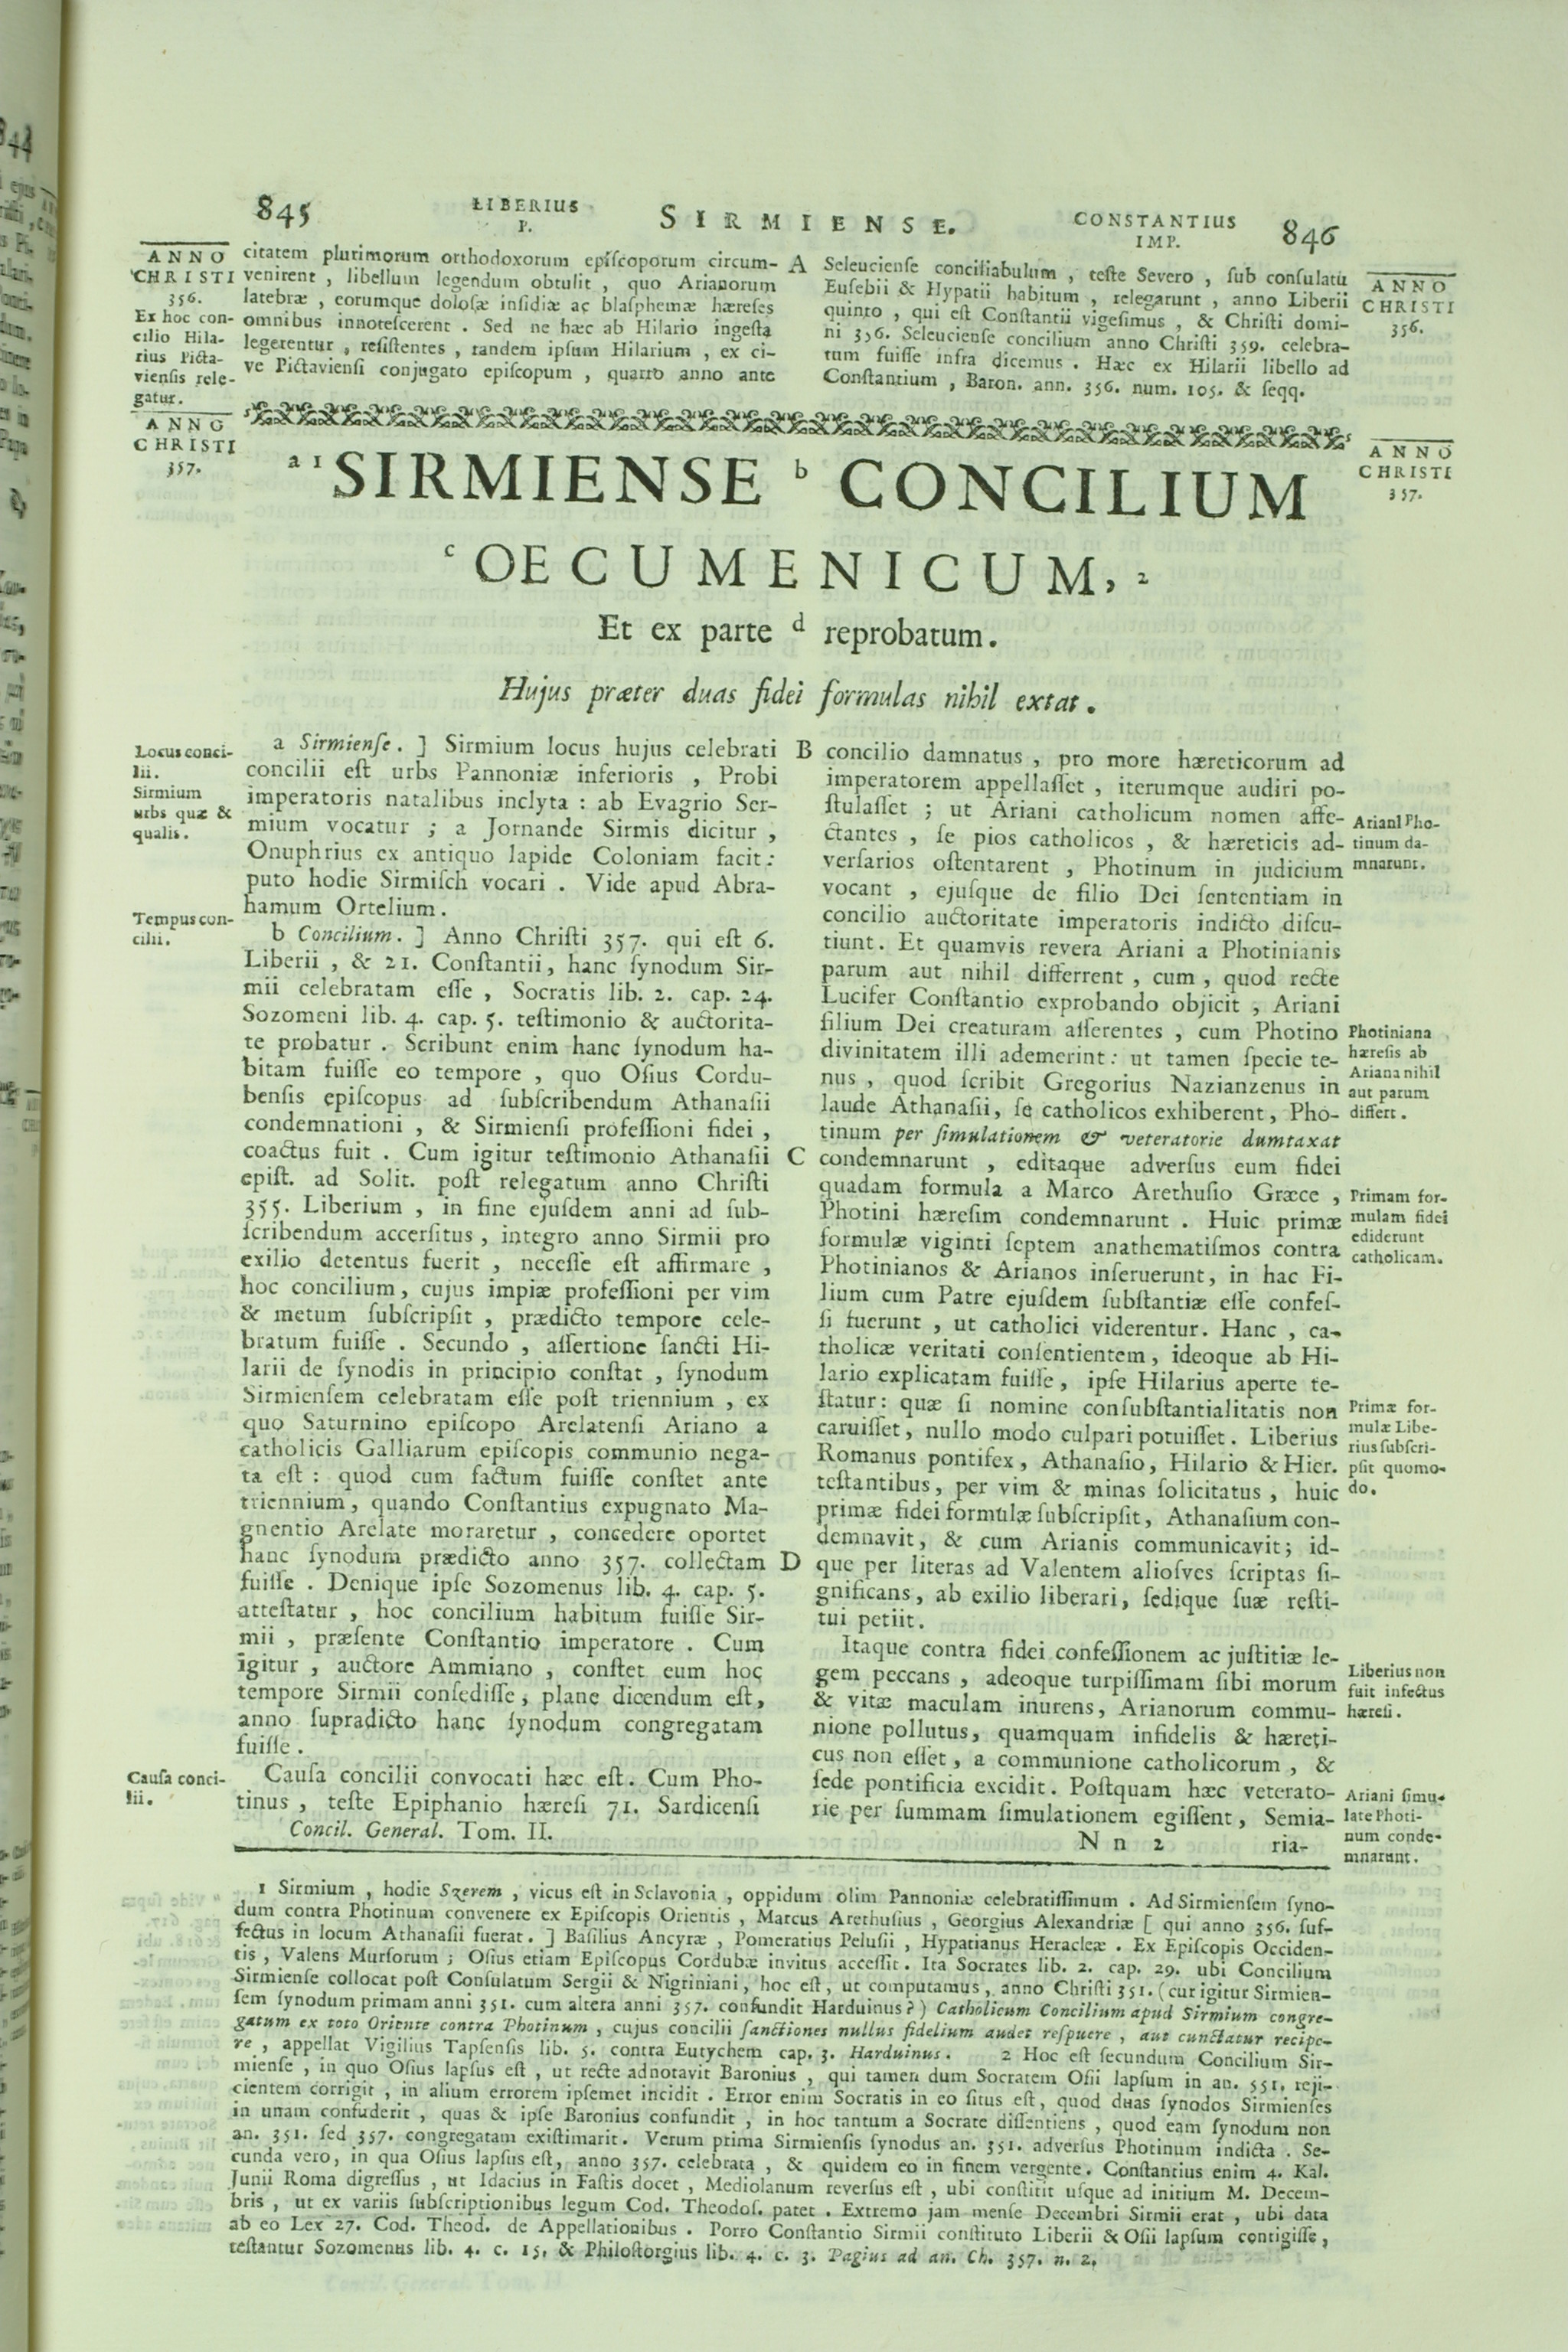 845
LIBERIUS
P.
SIRMIENSE.
CONSTANTIUS
IMP.
846
ANNO
CHRISTI
356.
Ex hoc con-
cilio Hila-
rius Picta-
viensis rele-
gatur.
citatem plurimorum orthodoxorum episcoporum circum-
venirent, libellum legendum obtulit, quo Arianorum
latebræ, eorumque dolosæ insidiæ ac blasphemæ hæreses
omnibus innotescerent. Sed ne hæc ab Hilario ingesta
legerentur, resistentes, tandem ipsum Hilarium, ex ci-
ve Pictaviensi conjugato episcopum, quarto anno ante
A
Seleuciense conciliabulum, teste Severo, sub consulatu
Eusebii & Hypatii habitum, relegarunt, anno Liberii
quinto, qui est Constantii vigesimus, & Christi domi-
ni 356. Seleuciense concilium anno Christi 359. celebra-
tum fuisse infra dicemus. Hæc ex Hilarii libello ad
Constantium, Baron. ann. 356. num. 105. & seqq.
ANNO
CHRISTI
356.
ANNO
CHRISTI
357.
a 1 SIRMIENSE b CONCILIUM
c OECUMENICUM, 2
Et ex parte d reprobatum.
Hujus præter duas fidei formulas nihil extat.
ANNO
CHRISTI
357.
Locus conci-
lii.
Sirmium
urbs quæ &
qualis.
Tempus con-
cilii.
Causa conci-
lii.
a Sirmiense. ] Sirmium locus hujus celebrati
concilii est urbs Pannoniæ inferioris, Probi
imperatoris natalibus inclyta: ab Evagrio Ser-
mium vocatur; a Jornande Sirmis dicitur,
Onuphrius ex antiquo lapide Coloniam facit:
puto hodie Sirmisch vocari. Vide apud Abra-
hamum Ortelium.
b Concilium. ] Anno Christi 357. qui est 6.
Liberii, & 21. Constantii, hanc synodum Sir-
mii celebratam esse, Socratis lib. 2. cap. 24.
Sozomeni lib. 4. cap. 5. testimonio & auctorita-
te probatur. Scribunt enim hanc synodum ha-
bitam fuisse eo tempore, quo Osius Cordu-
bensis episcopus ad subscribendum Athanasii
condemnationi, & Sirmiensi professioni fidei,
coactus fuit. Cum igitur testimonio Athanasii
epist. ad Solit. post relegatum anno Christi
355. Liberium, in fine ejusdem anni ad sub-
scribendum accersitus, integro anno Sirmii pro
exilio detentus fuerit, necesse est affirmare,
hoc concilium, cujus impiæ professioni per vim
& metum subscripsit, prædicto tempore cele-
bratum fuisse. Secundo, assertione sancti Hi-
larii de synodis in principio constat, synodum
Sirmiensem celebratam esse post triennium, ex
quo Saturnino episcopo Arelatensi Ariano a
catholicis Galliarum episcopis communio nega-
ta est: quod cum factum fuisse constet ante
triennium, quando Constantius expugnato Ma-
gnentio Arelate moraretur, concedere oportet
hanc synodum prædicto anno 357. collectam
fuisse. Denique ipse Sozomenus lib. 4. cap. 5.
attestatur, hoc concilium habitum fuisse Sir-
mii, præsente Constantio imperatore. Cum
igitur, auctore Ammiano, constet eum hoc
tempore Sirmii consedisse, plane dicendum est,
anno supradicto hanc synodum congregatam
fuisse.
Causa concilii convocati hæc est. Cum Pho-
tinus, teste Epiphanio hæresi 71. Sardicensi
Concil. General. Tom. II.
B
C
D
concilio damnatus, pro more hæreticorum ad
imperatorem appellasset, iterumque audiri po-
stulasset; ut Ariani catholicum nomen affe-
ctantes, se pios catholicos, & hæreticis ad-
versarios ostentarent, Photinum in judicium
vocant, ejusque de filio Dei sententiam in
concilio auctoritate imperatoris indicto discu-
tiunt. Et quamvis revera Ariani a Photinianis
parum aut nihil differrent, cum, quod recte
Lucifer Constantio exprobando objicit, Ariani
filium Dei creaturam asserentes, cum Photino
divinitatem illi ademerint: ut tamen specie te-
nus, quod scribit Gregorius Nazianzenus in
laude Athanasii, se catholicos exhiberent, Pho-
tinum per simulationem & veteratorie dumtaxat
condemnarunt, editaque adversus eum fidei
quadam formula a Marco Arethusio Græce,
Photini hæresim condemnarunt. Huic primæ
formulæ viginti septem anathematismos contra
Photinianos & Arianos inseruerunt, in hac Fi-
lium cum Patre ejusdem substantiæ esse confes-
si fuerunt, ut catholici viderentur. Hanc, ca-
tholicæ veritati consentientem, ideoque ab Hi-
lario explicatam fuisse, ipse Hilarius aperte te-
statur: quæ si nomine consubstantialitatis non
caruisset, nullo modo culpari potuisset. Liberius
Romanus pontifex, Athanasio, Hilario & Hier.
testantibus, per vim & minas solicitatus, huic
primæ fidei formulæ subscripsit, Athanasium con-
demnavit, & cum Arianis communicavit; id-
que per literas ad Valentem aliosves scriptas si-
gnificans, ab exilio liberari, sedique suæ resti-
tui petiit.
Itaque contra fidei confessionem ac justitiæ le-
gem peccans, adeoque turpissimam sibi morum
& vitæ maculam inurens, Arianorum commu-
nione pollutus, quamquam infidelis & hæreti-
cus non esset, a communione catholicorum, &
sede pontificia excidit. Postquam hæc veterato-
rie per summam simulationem egissent, Semia-
N n 2
ria-
Ariani Pho-
tinum da-
mnarunt.
Photiniana
hæresis ab
Ariana nihil
aut parum
differt.
Primam for-
mulam fidei
ediderunt
catholicam.
Primæ for-
mulæ Libe-
rius subscri-
psit quomo-
do.
Liberius non
fuit infectus
hæresi.
Ariani simu-
late Photi-
num conde-
mnarunt.
1 Sirmium, hodie Szerem, vicus est in Sclavonia, oppidum olim Pannoniæ celebratissimum. Ad Sirmiensem syno-
dum contra Photinum convenere ex Episcopis Orientis, Marcus Arethusius, Georgius Alexandriæ [ qui anno 356. suf-
fectus in locum Athanasii fuerat. ] Basilius Ancyræ, Pomeratius Pelusii, Hypatianus Heracleæ. Ex Episcopis Occiden-
tis, Valens Mursorum; Osius etiam Episcopus Cordubæ invitus accessit. Ita Socrates lib. 2. cap. 29. ubi Concilium
Sirmiense collocat post Consulatum Sergii & Nigriniani, hoc est, ut computamus, anno Christi 351. (cur igitur Sirmien-
sem synodum primam anni 351. cum altera anni 357. confundit Harduinus?) Catholicum Concilium apud Sirmium congre-
gatum ex toto Oriente contra Photinum, cujus concilii sanctiones nullus fidelium audet respuere, aut cunctatur recipe-
re, appellat Vigilius Tapsensis lib. 5. contra Eutychem cap. 3. Harduinus. 2 Hoc est secundum Concilium Sir-
miense, in quo Osius lapsus est, ut recte adnotavit Baronius, qui tamen dum Socratem Osii lapsum in an. 551. reji-
cientem corrigit, in alium errorem ipsemet incidit. Error enim Socratis in eo situs est, quod duas synodos Sirmienses
in unam confuderit, quas & ipse Baronius confundit, in hoc tantum a Socrate dissentiens, quod eam synodum non
an. 351. sed 357. congregatam existimarit. Verum prima Sirmiensis synodus an. 351. adversus Photinum indicta. Se-
cunda vero, in qua Osius lapsus est, anno 357. celebrata, & quidem eo in finem vergente. Constantius enim 4. Kal.
Junii Roma digressus, ut Idacius in Fastis docet, Mediolanum reversus est, ubi constitit usque ad initium M. Decem-
bris, ut ex variis subscriptionibus legum Cod. Theodos. patet. Extremo jam mense Decembri Sirmii erat, ubi data
ab eo Lex 27. Cod. Theod. de Appellationibus. Porro Constantio Sirmii constituto Liberii & Osii lapsum contigisse,
testantur Sozomenus lib. 4. c. 15. & Philostorgius lib. 4. c. 3. Pagius ad an. Ch. 357. n. 2.